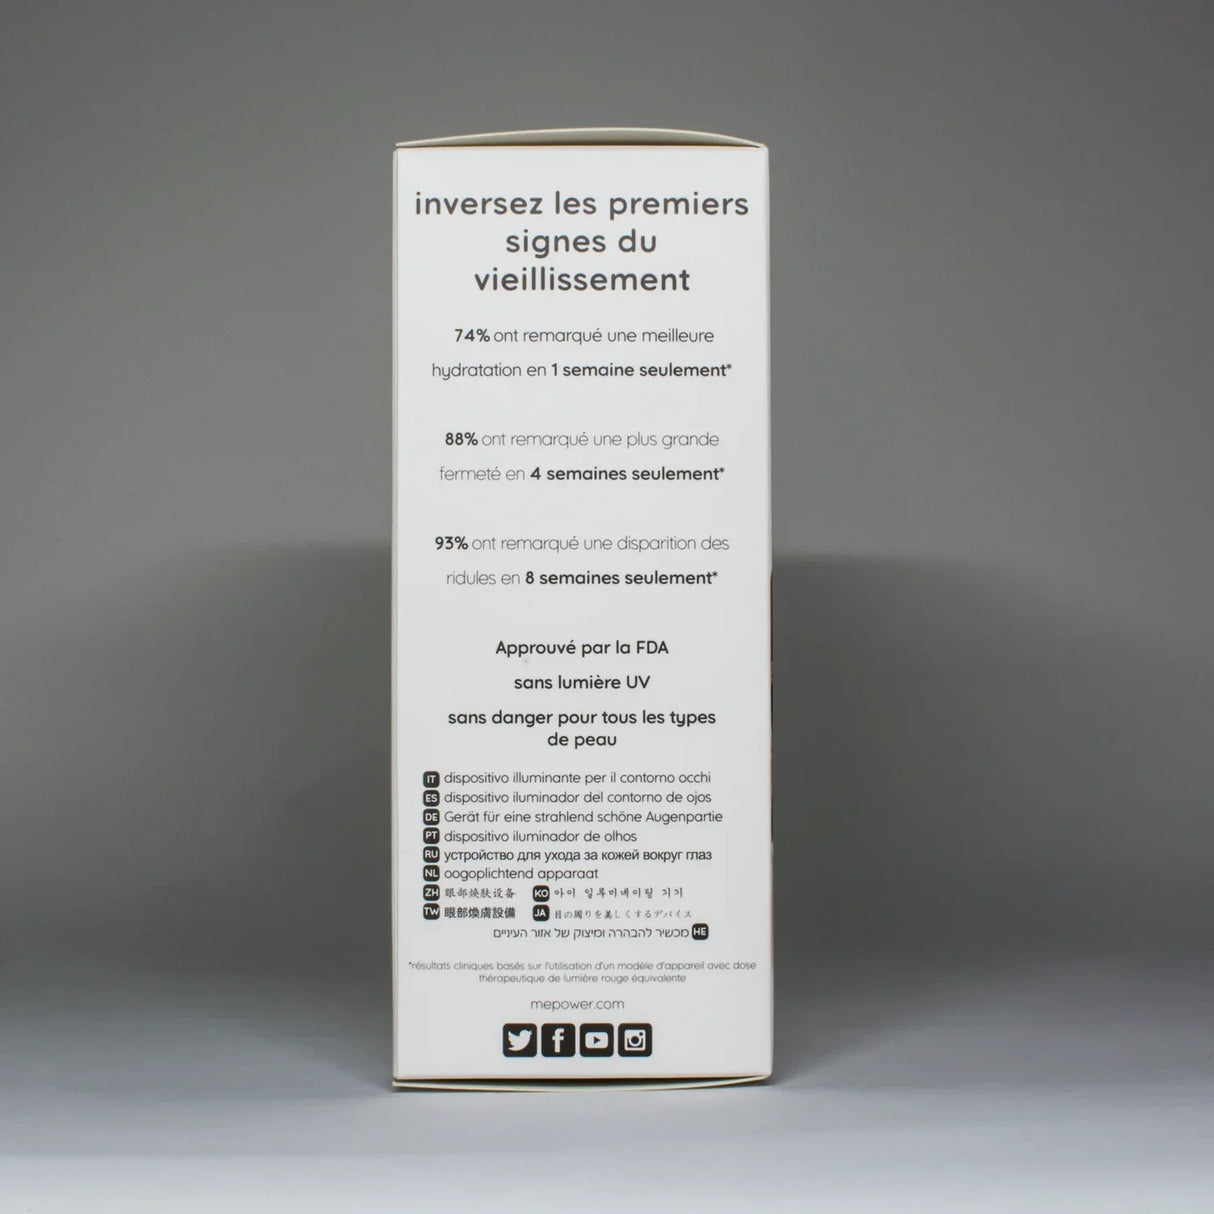 inversez les premiers
signes du
vieillissement
74% ont remarqué une meilleure
hydratation en 1 semaine seulement*
88% ont remarqué une plus grande
fermeté en 4 semaines seulement*
93% ont remarqué une disparition des
ridules en 8 semaines seulement*
Approuvé par la FDA
sans lumière UV
sans danger pour tous les types
de peau
IT dispositivo illuminante per il contorno occhi
ES dispositivo iluminador del contorno de ojos
DE Gerät für eine strahlend schöne Augenpartie
PT dispositivo iluminador de olhos
RU устройство для ухода за кожей вокруг глаз
NL oogoplichtend apparaat
ZH 眼部焕肤设备 KO 아이 일루미네이팅 기기
TW 眼部煥膚設備 JA 目の周りを美しくするデバイス
HE מכשיר להבהרה ומיצוק של אזור העיניים
*résultats cliniques basés sur l'utilisation d'un modèle d'appareil avec dose
thérapeutique de lumière rouge équivalente
mepower.com